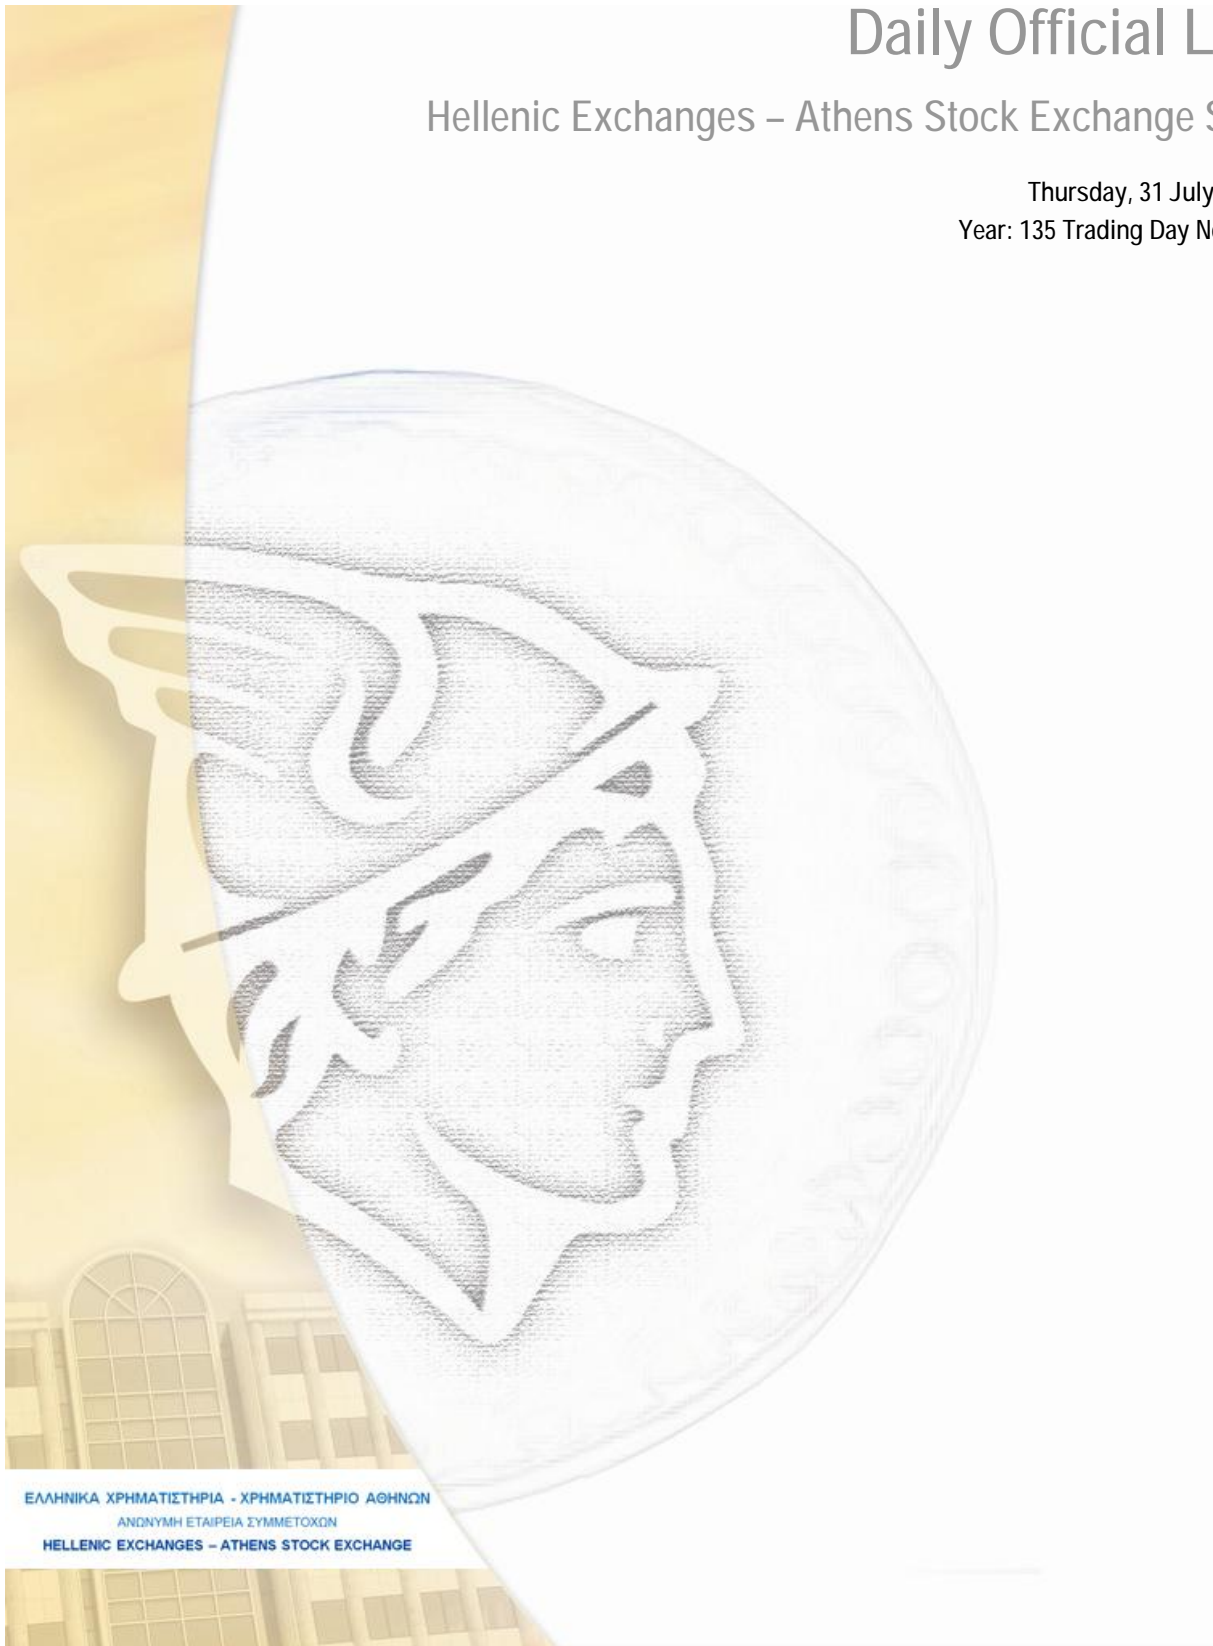 Daily Official L
Hellenic Exchanges – Athens Stock Exchange S
Thursday, 31 July
Year: 135 Trading Day N
ΕΛΛΗΝΙΚΑ ΧΡΗΜΑΤΙΣΤΗΡΙΑ - ΧΡΗΜΑΤΙΣΤΗΡΙΟ ΑΘΗΝΩΝ
ΑΝΩΝΥΜΗ ΕΤΑΙΡΕΙΑ ΣΥΜΜΕΤΟΧΩΝ
HELLENIC EXCHANGES – ATHENS STOCK EXCHANGE